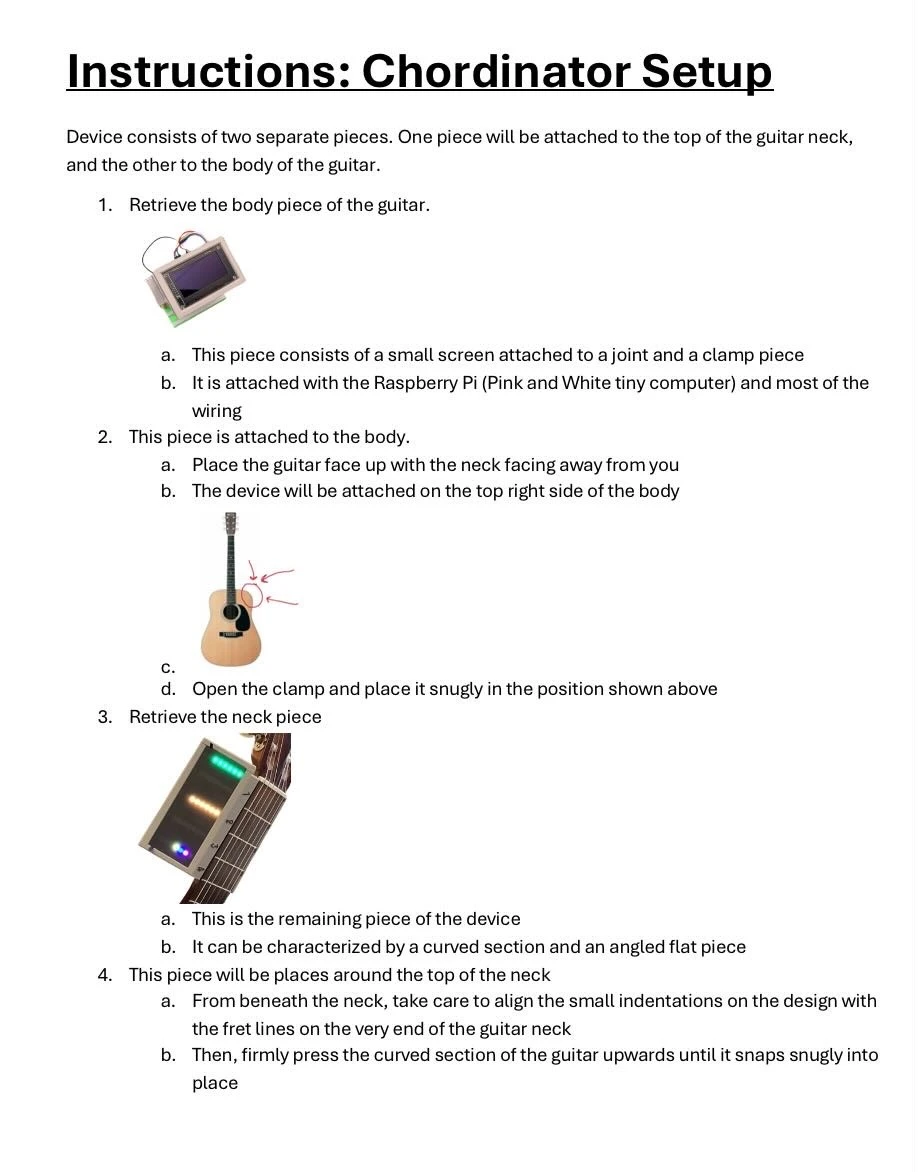 Instructions: Chordinator Setup
Device consists of two separate pieces. One piece will be attached to the top of the guitar neck,
and the other to the body of the guitar.
1. Retrieve the body piece of the guitar.
a. This piece consists of a small screen attached to a joint and a clamp piece
b. It is attached with the Raspberry Pi (Pink and White tiny computer) and most of the
wiring
2. This piece is attached to the body.
a. Place the guitar face up with the neck facing away from you
b. The device will be attached on the top right side of the body
c.
d. Open the clamp and place it snugly in the position shown above
3. Retrieve the neck piece
a. This is the remaining piece of the device
b. It can be characterized by a curved section and an angled flat piece
4. This piece will be places around the top of the neck
a. From beneath the neck, take care to align the small indentations on the design with
the fret lines on the very end of the guitar neck
b. Then, firmly press the curved section of the guitar upwards until it snaps snugly into
place